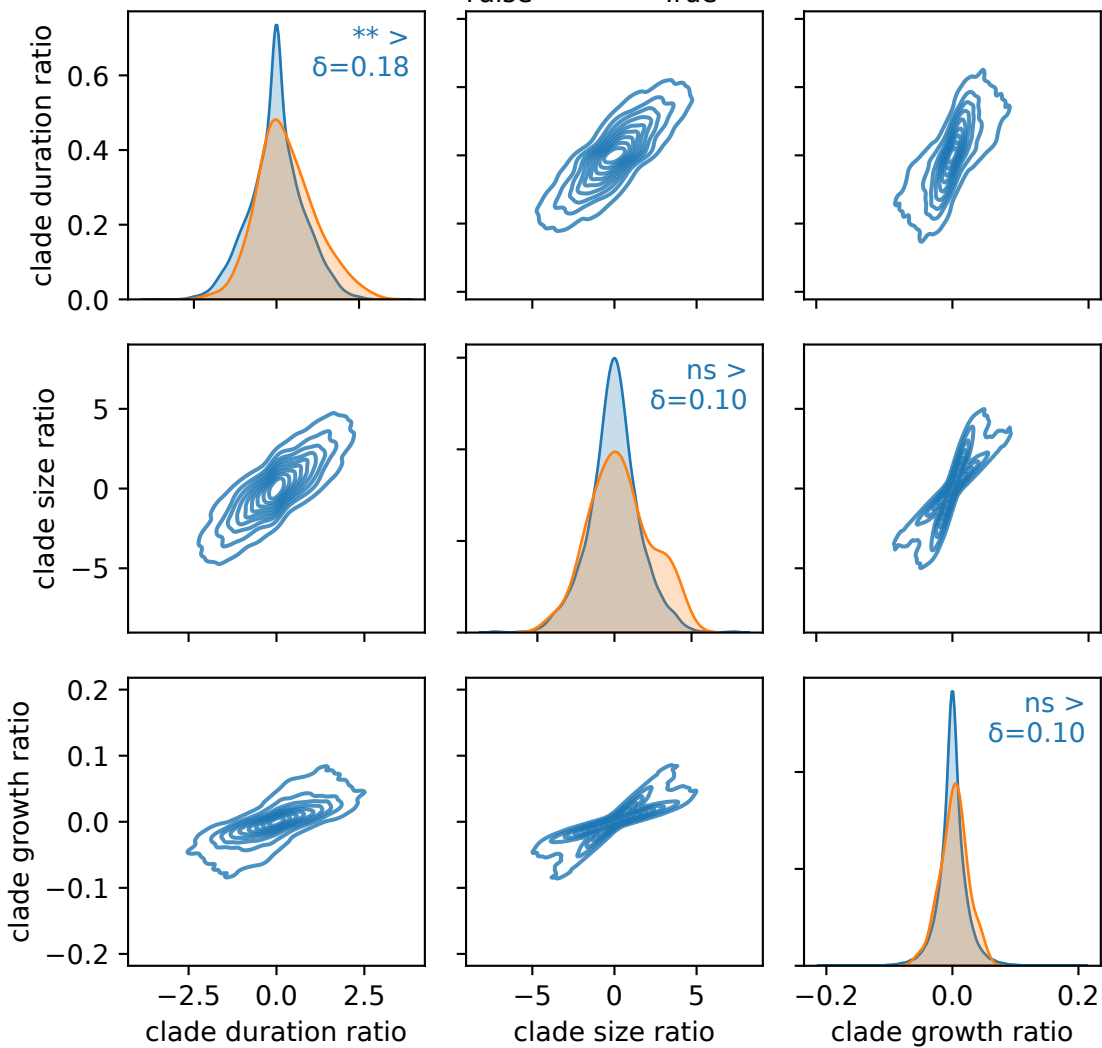 False True
clade duration ratio
0.6
0.4
0.2
0.0
** >
δ=0.18
clade size ratio
5
0
−5
ns >
δ=0.10
clade growth ratio
0.2
0.1
0.0
−0.1
−0.2
ns >
δ=0.10
−2.5 0.0 2.5
−5 0 5
−0.2 0.0 0.2
clade duration ratio
clade size ratio
clade growth ratio